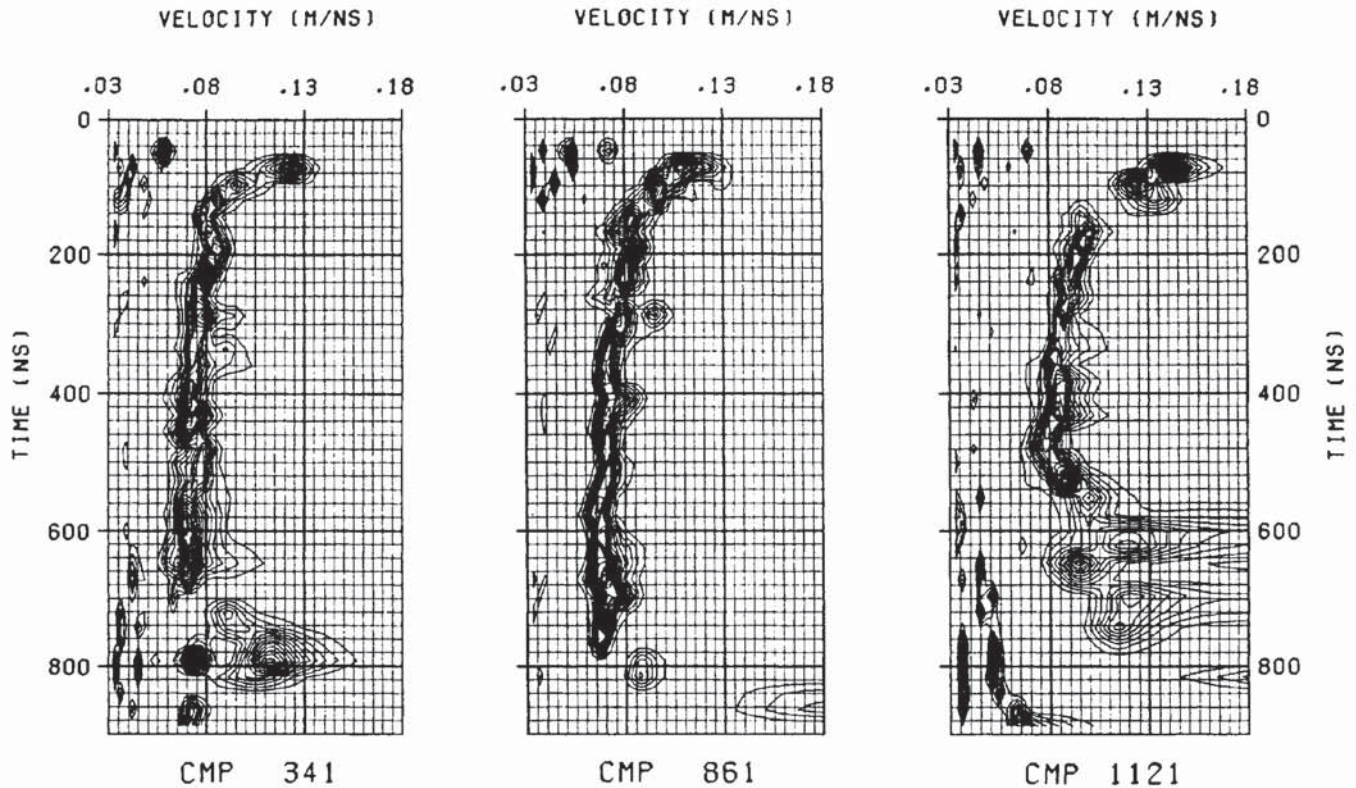 VELOCITY (M/NS) VELOCITY (M/NS) VELOCITY (M/NS)
.03 .08 .13 .18 .03 .08 .13 .18 .03 .08 .13 .18
0 0
200 200
400 400
600 600
800 800
TIME (NS)
TIME (NS)
CMP 341 CMP 861 CMP 1121